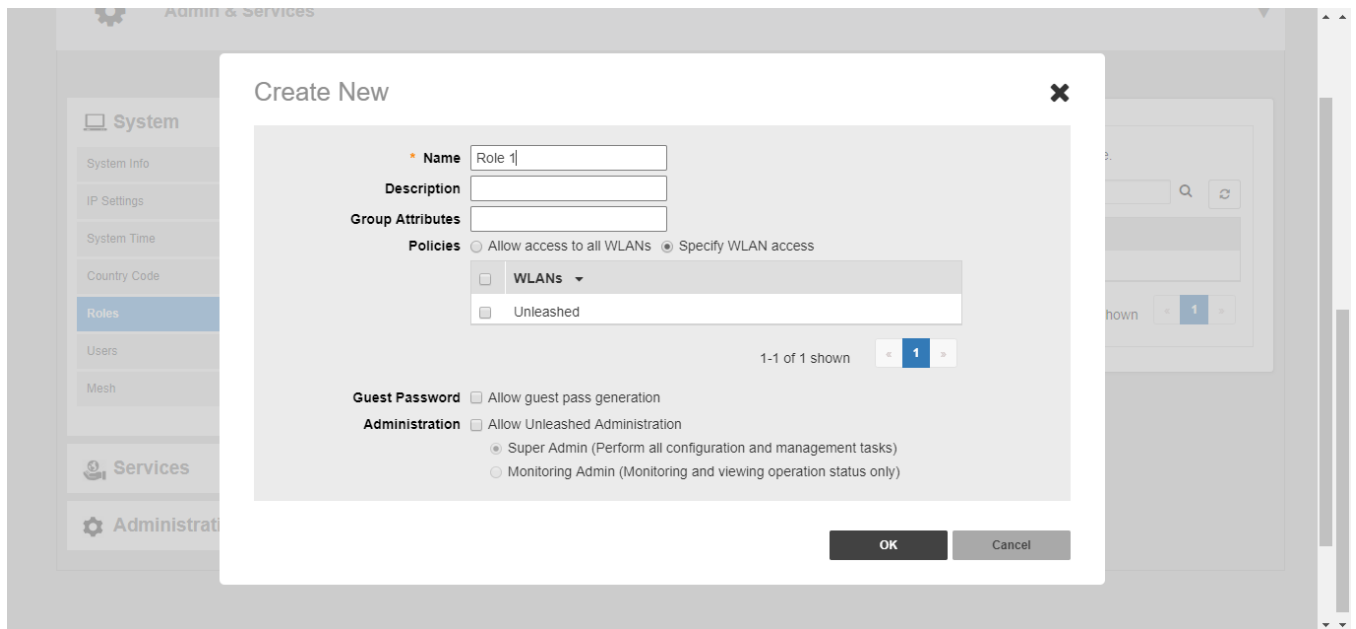 Admin & Services
System
System Info
IP Settings
System Time
Country Code
Roles
Users
Mesh
Services
Create New
* Name Role 1
Description
Group Attributes
Policies Allow access to all WLANs Specify WLAN access
WLANs
Unleashed
1-1 of 1 shown « 1 »
Guest Password Allow guest pass generation
Administration Allow Unleashed Administration
Super Admin (Perform all configuration and management tasks)
Monitoring Admin (Monitoring and viewing operation status only)
OK Cancel
« 1 »